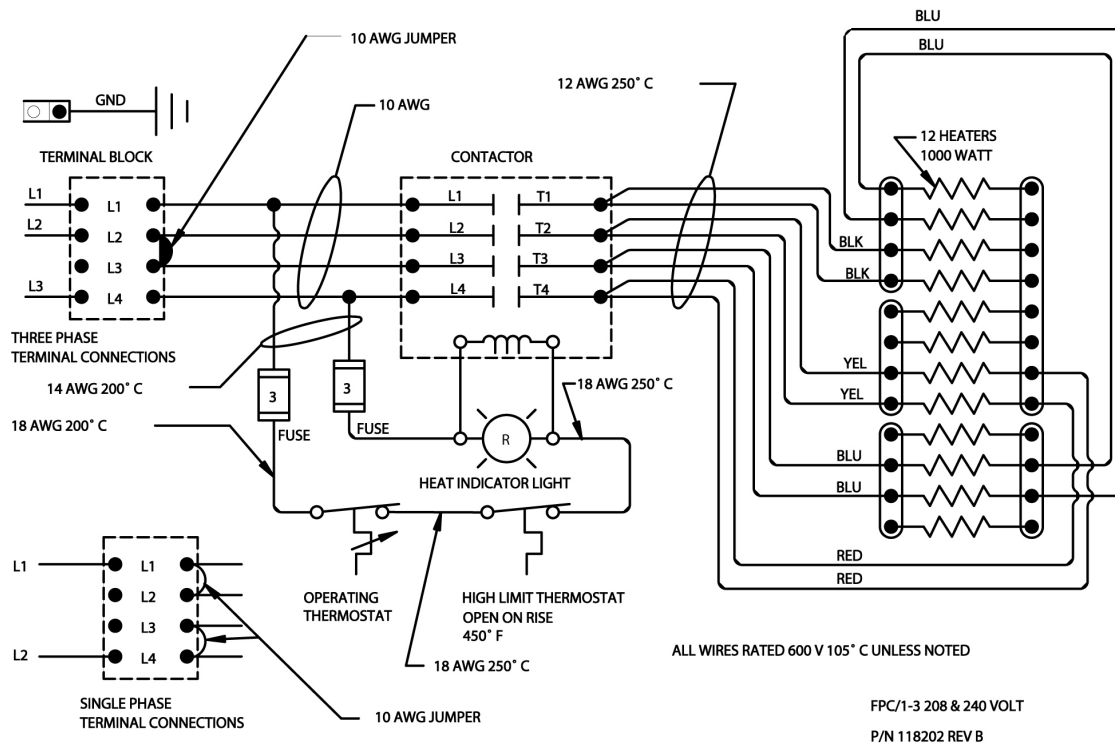 BLU
BLU
10 AWG JUMPER
GND
10 AWG
12 AWG 250° C
12 HEATERS
1000 WATT
TERMINAL BLOCK
CONTACTOR
L1 L1 L1 T1
L2 L2 L2 T2
L3 L3 T3
L3 L4 L4 T4
BLK
BLK
THREE PHASE
TERMINAL CONNECTIONS
14 AWG 200° C
18 AWG 200° C
3
FUSE
3
FUSE
R
HEAT INDICATOR LIGHT
18 AWG 250° C
YEL
YEL
BLU
BLU
RED
RED
L1 L1
L2
L3
L2 L4
SINGLE PHASE
TERMINAL CONNECTIONS
10 AWG JUMPER
OPERATING
THERMOSTAT
HIGH LIMIT THERMOSTAT
OPEN ON RISE
450° F
18 AWG 250° C
ALL WIRES RATED 600 V 105° C UNLESS NOTED
FPC/1-3 208 & 240 VOLT
P/N 118202 REV B